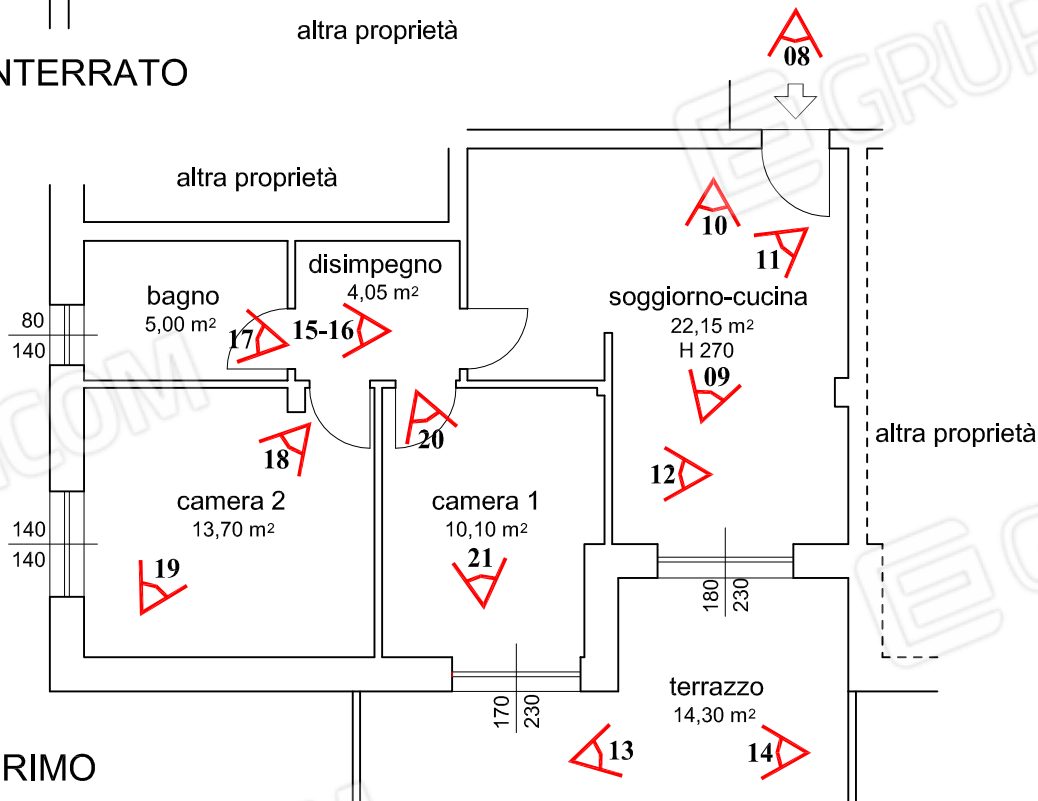 altra proprietà
08
NTERRATO
altra proprietà
10
11
disimpegno
4,05 m²
bagno
5,00 m²
soggiorno-cucina
22,15 m²
H 270
80
140
17
15-16
09
20
18
altra proprietà
12
camera 2
13,70 m²
camera 1
10,10 m²
140
140
19
21
180
230
terrazzo
14,30 m²
170
230
13
14
RIMO
EGRUP
ICOM